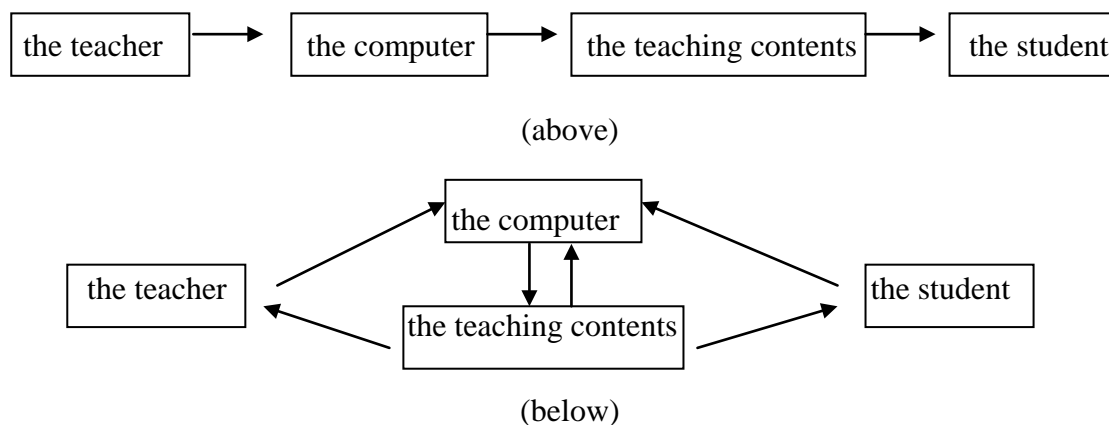 the teacher the computer the teaching contents the student
(above)
the computer
the teacher the student
the teaching contents
(below)